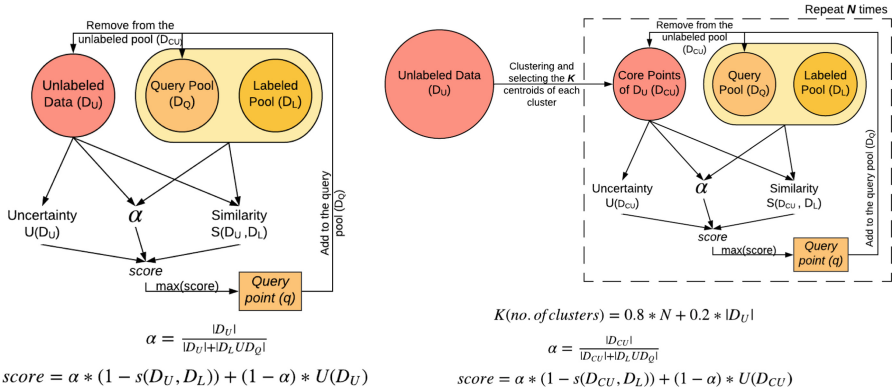 Remove from the
unlabeled pool (D_CU)
Unlabeled
Data (D_U)
Query Pool
(D_Q)
Labeled
Pool (D_L)
Uncertainty
U(D_U)
α
Similarity
S(D_U ,D_L)
score
max(score)
Query
point (q)
Add to the query
pool (D_Q)
α = |D_U| / (|D_U|+|D_L U D_Q|)
score = α * (1 − s(D_U, D_L)) + (1 − α) * U(D_U)
Repeat N times
Unlabeled Data
(D_U)
Clustering and
selecting the K
centroids of each
cluster
Remove from the
unlabeled pool
(D_CU)
Core Points
of D_U (D_CU)
Query
Pool (D_Q)
Labeled
Pool (D_L)
Uncertainty
U(D_CU)
α
Similarity
S(D_CU , D_L)
score
max(score)
Query
point (q)
Add to the query pool (D_Q)
K(no. of clusters) = 0.8 * N + 0.2 * |D_U|
α = |D_CU| / (|D_CU|+|D_L U D_Q|)
score = α * (1 − s(D_CU, D_L)) + (1 − α) * U(D_CU)